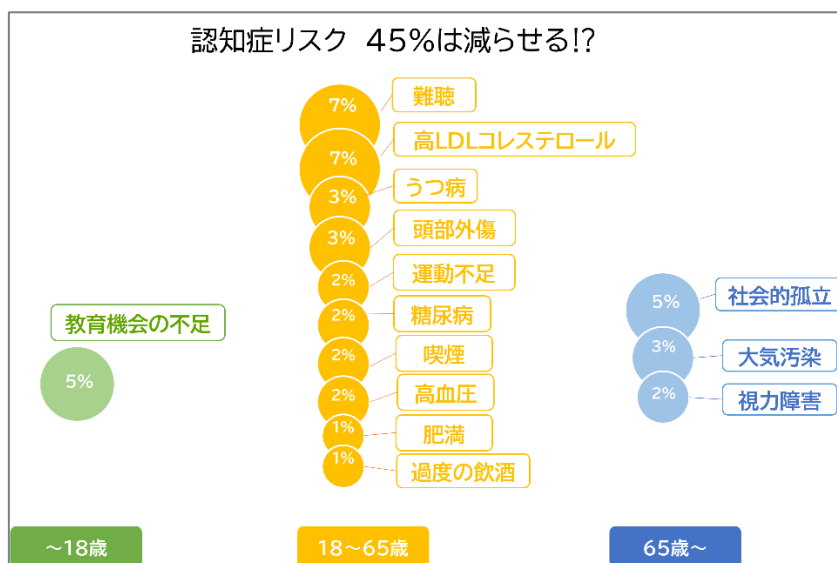 認知症リスク 45%は減らせる!?
教育機会の不足
5%
7%
難聴
7%
高LDLコレステロール
3%
うつ病
3%
頭部外傷
2%
運動不足
2%
糖尿病
2%
喫煙
2%
高血圧
1%
肥満
1%
過度の飲酒
5%
社会的孤立
3%
大気汚染
2%
視力障害
～18歳
18～65歳
65歳～